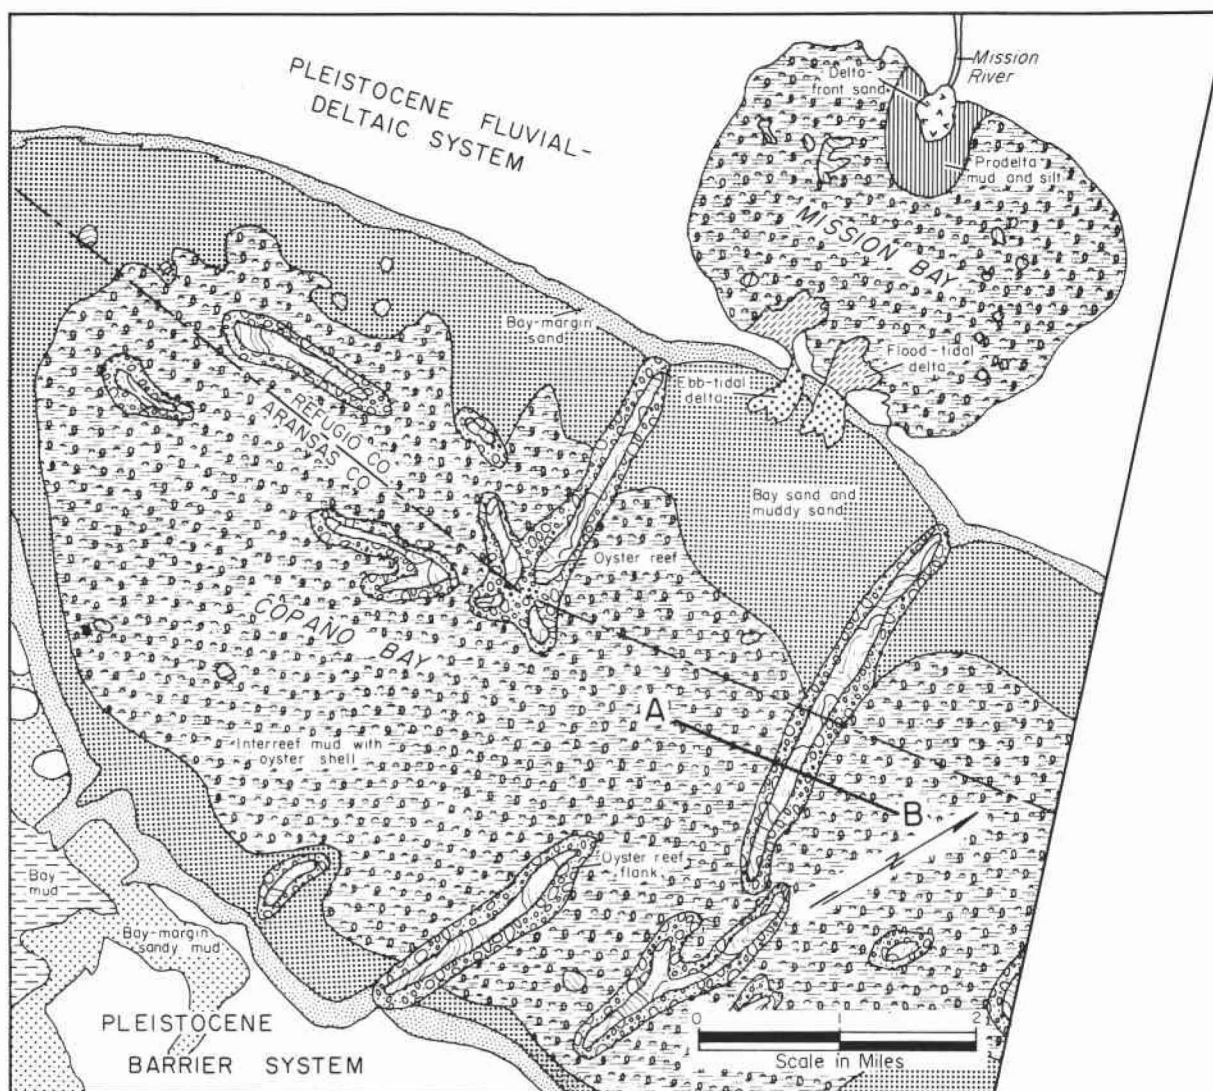 PLEISTOCENE FLUVIAL-
DELTAIC SYSTEM
Mission
River
Delta-
front sand
Prodelta
mud and silt
MISSION BAY
Bay-margin
sand
Flood-tidal
delta
Ebb-tidal
delta
REFUGIO CO
ARANSAS CO
Bay sand and
muddy sand
Oyster reef
COPANO
BAY
A
B
Interreef mud with
oyster shell
N
Oyster reef
flank
Bay
mud
Bay-margin
sandy mud
PLEISTOCENE
BARRIER SYSTEM
0 1 2
Scale in Miles